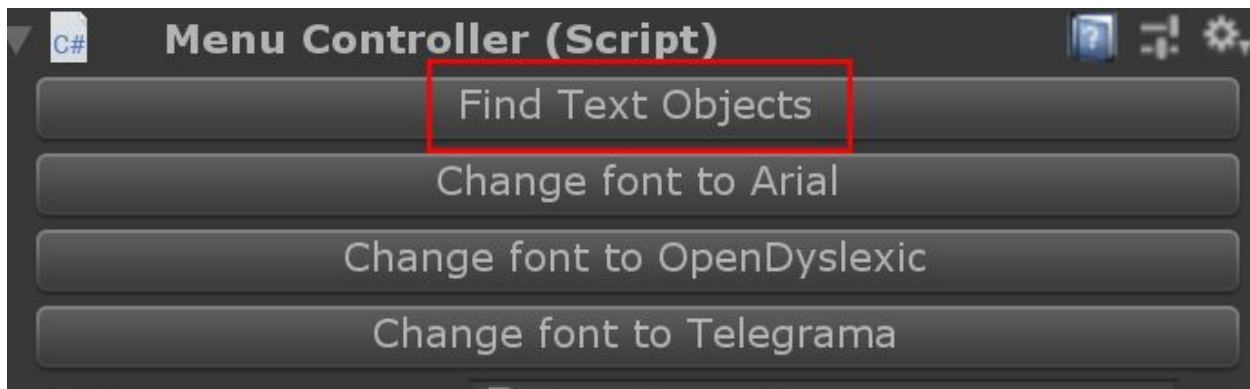 C# Menu Controller (Script)
Find Text Objects
Change font to Arial
Change font to OpenDyslexic
Change font to Telegrama